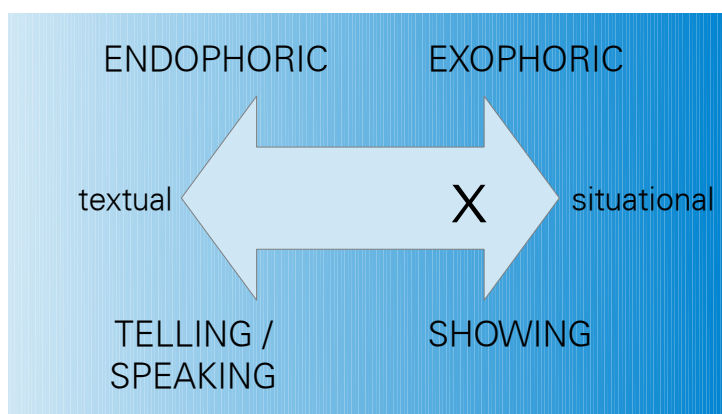 ENDOPHORIC EXOPHORIC
textual X situational
TELLING / SHOWING
SPEAKING